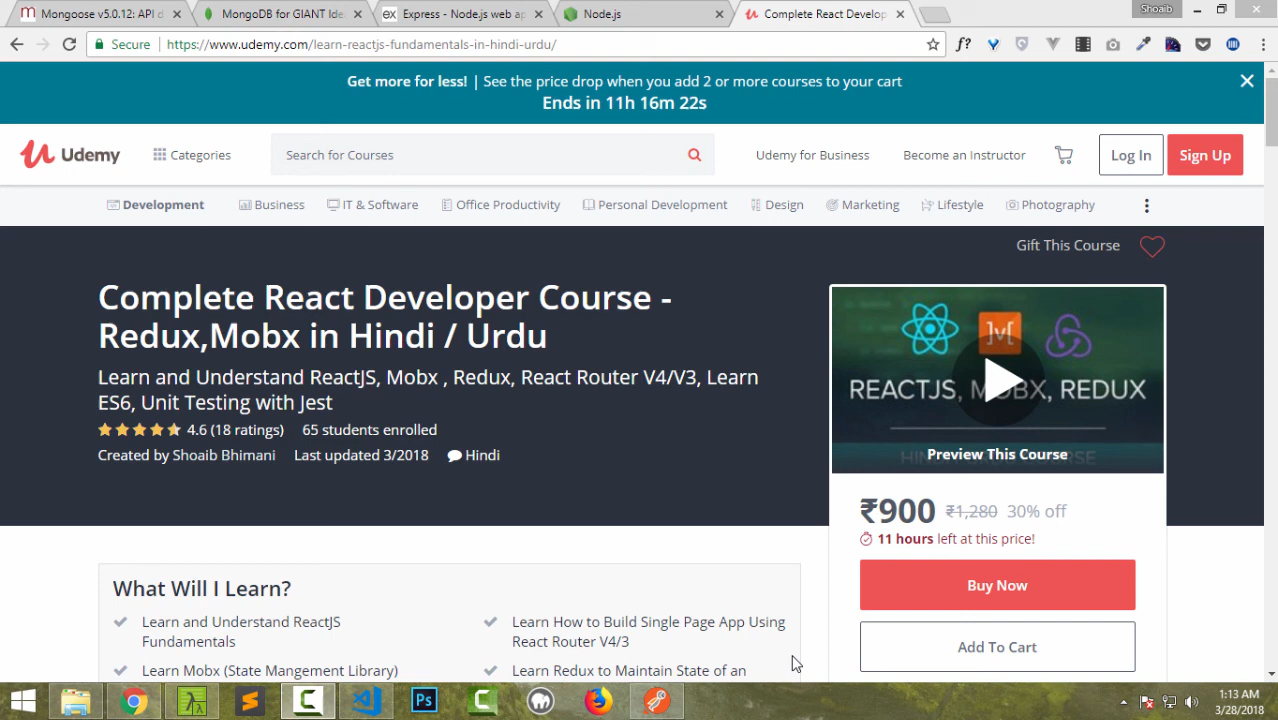 Mongoose v5.0.12: API d
MongoDB for GIANT Ide
Express - Node.js web ap
Node.js
Complete React Develop
Shoaib
Secure
https://www.udemy.com/learn-reactjs-fundamentals-in-hindi-urdu/
f?
Get more for less! | See the price drop when you add 2 or more courses to your cart
Ends in 11h 16m 22s
Udemy
Categories
Search for Courses
Udemy for Business
Become an Instructor
Log In
Sign Up
Development
Business
IT & Software
Office Productivity
Personal Development
Design
Marketing
Lifestyle
Photography
Gift This Course
Complete React Developer Course -
Redux,Mobx in Hindi / Urdu
Learn and Understand ReactJS, Mobx , Redux, React Router V4/V3, Learn
ES6, Unit Testing with Jest
4.6 (18 ratings) 65 students enrolled
Created by Shoaib Bhimani Last updated 3/2018 Hindi
REACTJS, MOBX, REDUX
Preview This Course
₹900 ₹1,280 30% off
11 hours left at this price!
Buy Now
Add To Cart
What Will I Learn?
Learn and Understand ReactJS
Fundamentals
Learn How to Build Single Page App Using
React Router V4/3
Learn Mobx (State Mangement Library)
Learn Redux to Maintain State of an
Ps
1:13 AM
3/28/2018